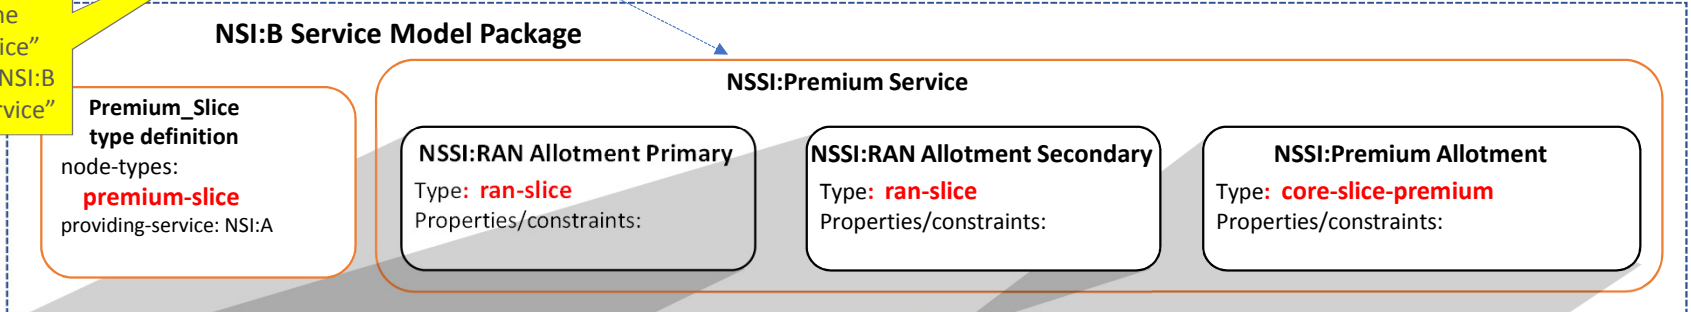 NSI:B
NSI:B Service Model Package
NSSI:Premium Service
Premium_Slice
type definition
node-types:
premium-slice
providing-service: NSI:A
NSSI:RAN Allotment Primary
Type: ran-slice
Properties/constraints:
NSSI:RAN Allotment Secondary
Type: ran-slice
Properties/constraints:
NSSI:Premium Allotment
Type: core-slice-premium
Properties/constraints: